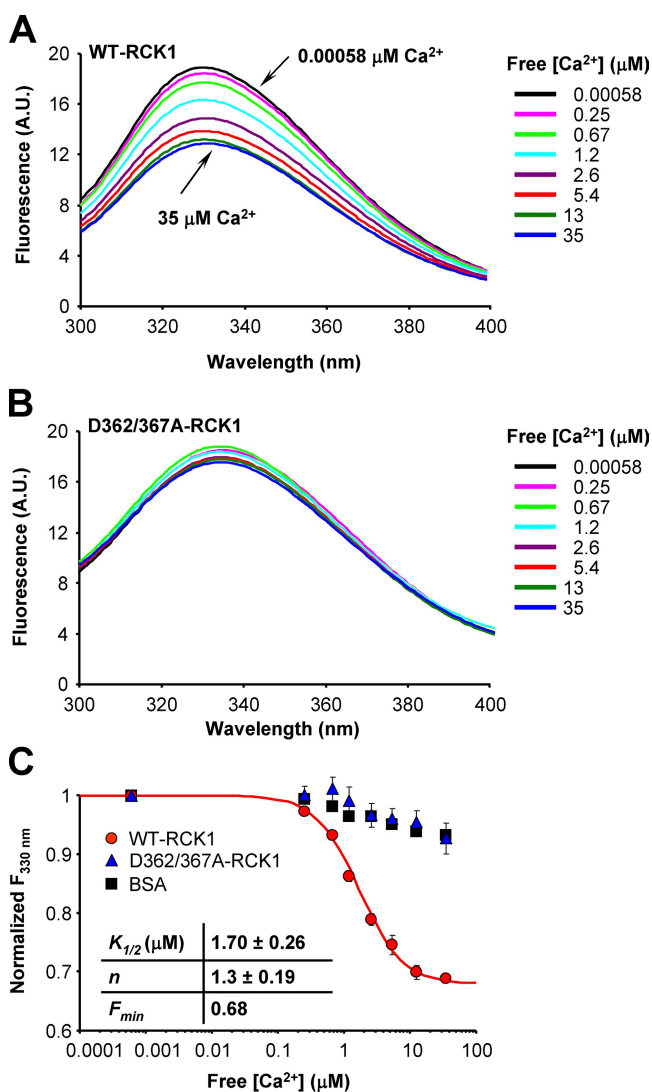 A
WT-RCK1
0.00058 μM Ca²⁺
35 μM Ca²⁺
Fluorescence (A.U.)
20
16
12
8
4
0
300 320 340 360 380 400
Wavelength (nm)
Free [Ca²⁺] (μM)
0.00058
0.25
0.67
1.2
2.6
5.4
13
35
B
D362/367A-RCK1
Fluorescence (A.U.)
20
16
12
8
4
0
300 320 340 360 380 400
Wavelength (nm)
Free [Ca²⁺] (μM)
0.00058
0.25
0.67
1.2
2.6
5.4
13
35
C
Normalized F330 nm
1
0.9
0.8
0.7
0.6
WT-RCK1
D362/367A-RCK1
BSA
K1/2 (μM) 1.70 ± 0.26
n 1.3 ± 0.19
Fmin 0.68
0.0001 0.001 0.01 0.1 1 10 100
Free [Ca²⁺] (μM)